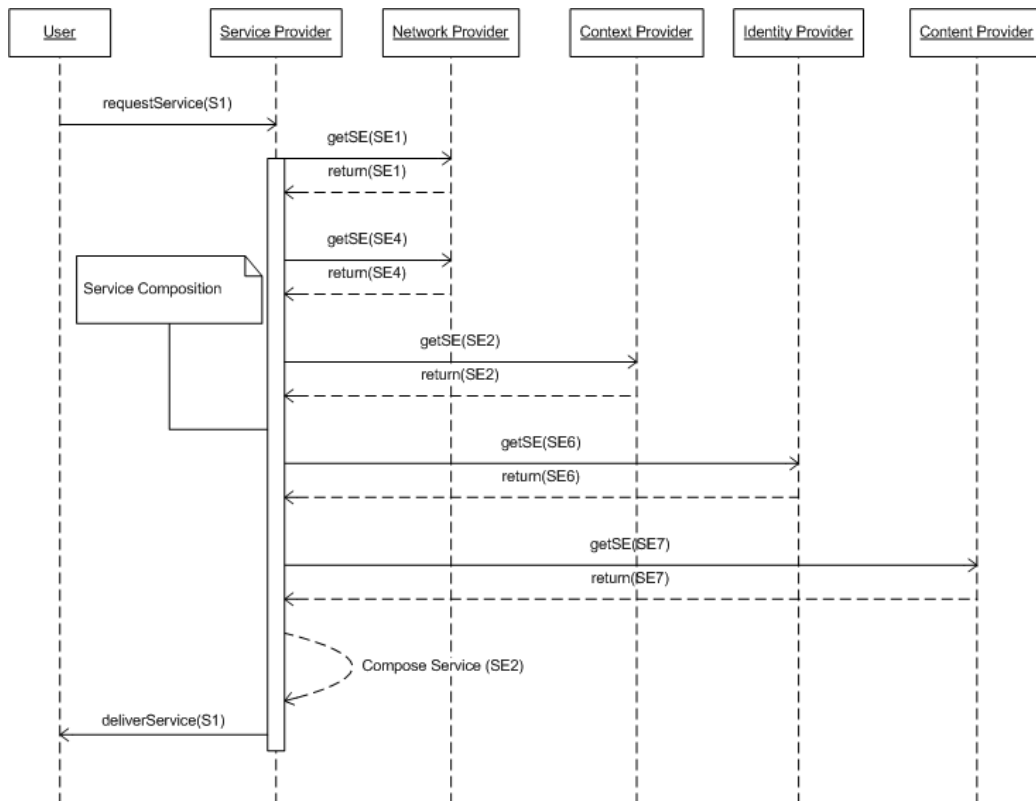 User
Service Provider
Network Provider
Context Provider
Identity Provider
Content Provider
requestService(S1)
getSE(SE1)
return(SE1)
getSE(SE4)
return(SE4)
Service Composition
getSE(SE2)
return(SE2)
getSE(SE6)
return(SE6)
getSE(SE7)
return(SE7)
Compose Service (SE2)
deliverService(S1)